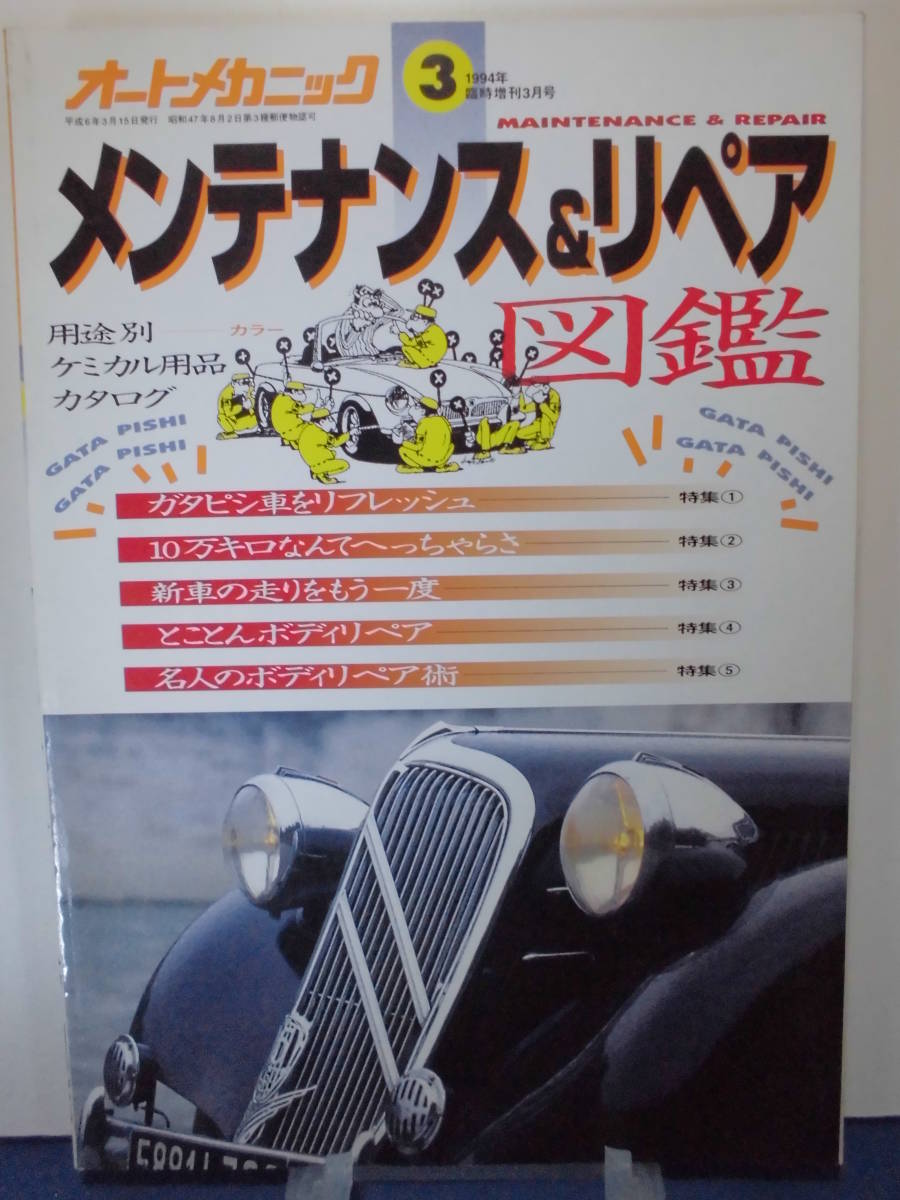 オートメカニック
3
1994年
臨時増刊3月号
平成6年3月15日発行 昭和47年8月2日第3種郵便物認可
MAINTENANCE & REPAIR
メンテナンス&リペア
図鑑
用途別 カラー
ケミカル用品
カタログ
GATA PISHI
GATA PISHI
GATA PISHI
GATA PISHI
ガタピシ車をリフレッシュ 特集①
10万キロなんてへっちゃらさ 特集②
新車の走りをもう一度 特集③
とことんボディリペア 特集④
名人のボディリペア術 特集⑤